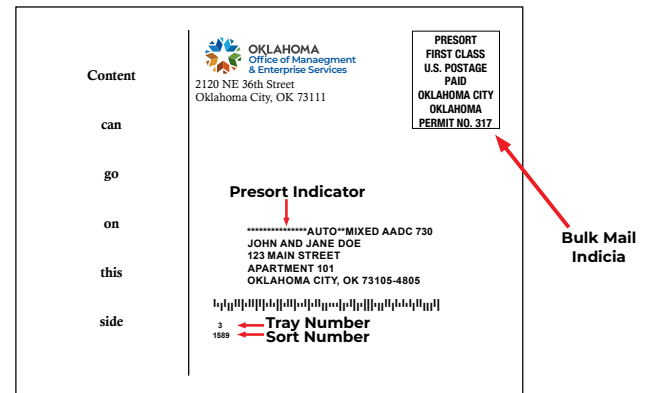 Content
can
go
on
this
side
OKLAHOMA
Office of Manaegment
& Enterprise Services
2120 NE 36th Street
Oklahoma City, OK 73111
PRESORT
FIRST CLASS
U.S. POSTAGE
PAID
OKLAHOMA CITY
OKLAHOMA
PERMIT NO. 317
Bulk Mail
Indicia
Presort Indicator
***************AUTO**MIXED AADC 730
JOHN AND JANE DOE
123 MAIN STREET
APARTMENT 101
OKLAHOMA CITY, OK 73105-4805
3
Tray Number
1589
Sort Number